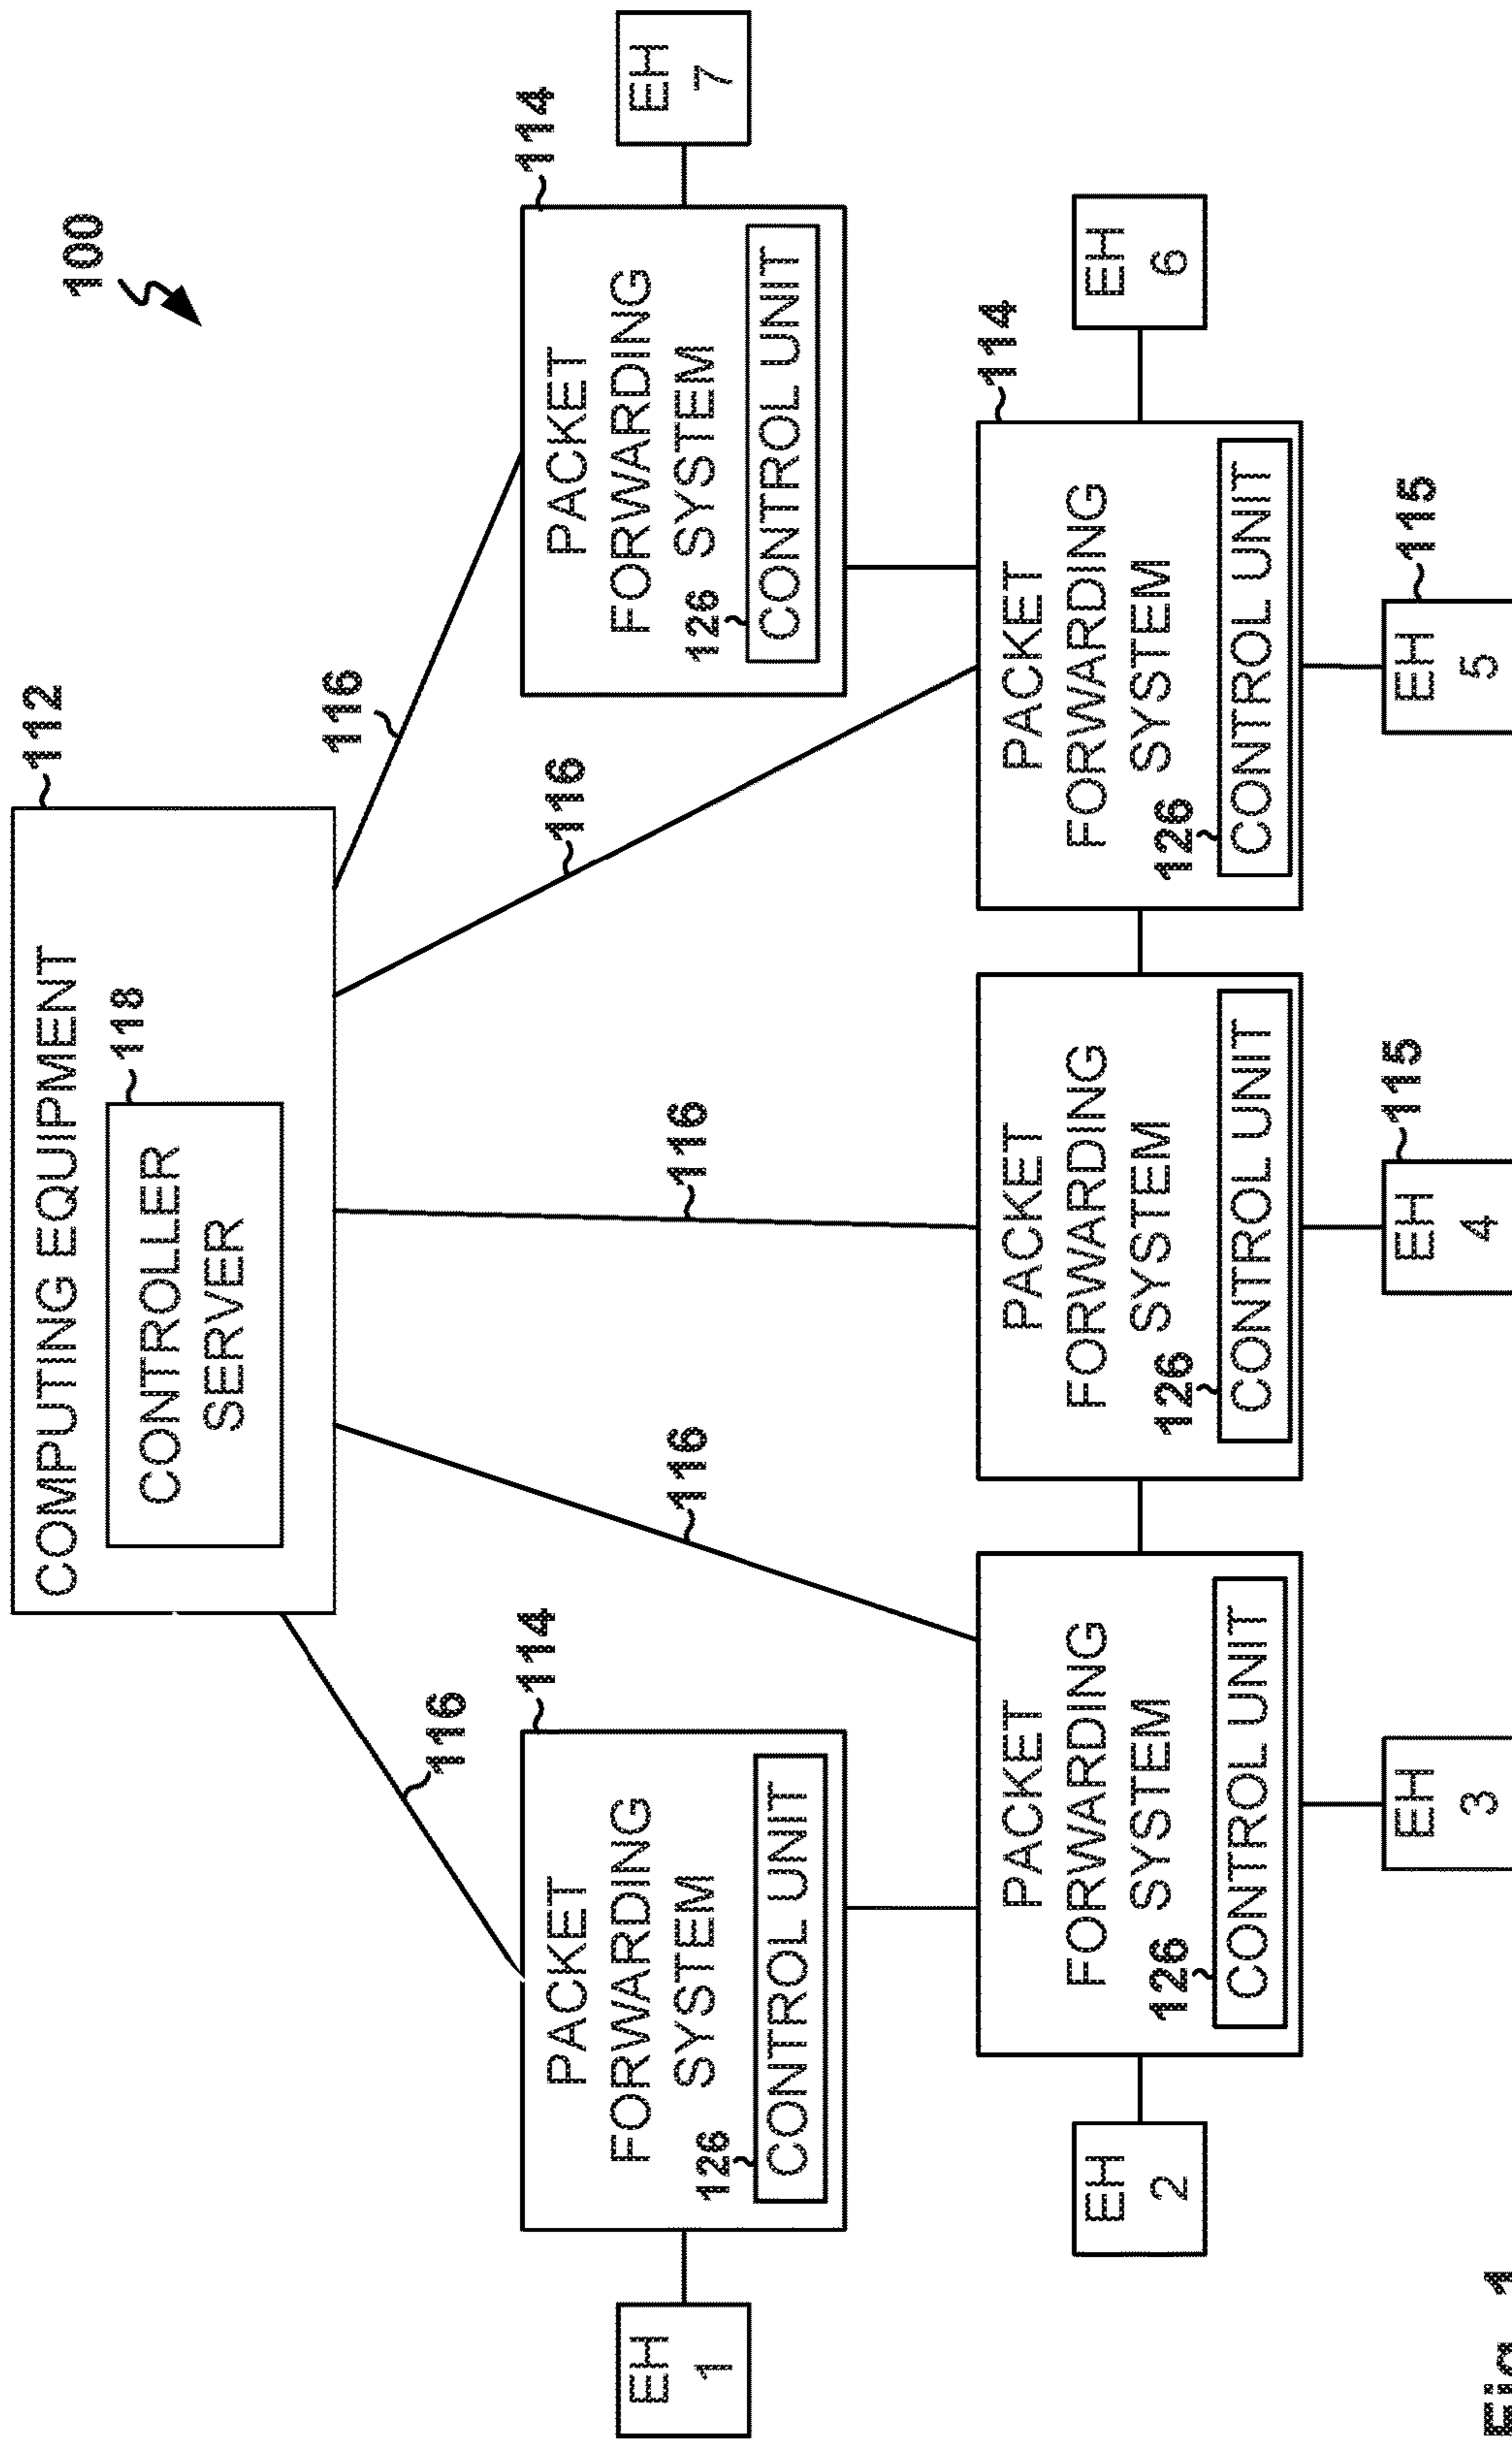 100
112
COMPUTING EQUIPMENT
118
CONTROLLER
SERVER
116
116
116
116
116
114
PACKET
FORWARDING
SYSTEM
126
CONTROL UNIT
EH
1
114
PACKET
FORWARDING
SYSTEM
126
CONTROL UNIT
EH
7
PACKET
FORWARDING
SYSTEM
126
CONTROL UNIT
EH
2
EH
3
PACKET
FORWARDING
SYSTEM
126
CONTROL UNIT
115
EH
4
114
PACKET
FORWARDING
SYSTEM
126
CONTROL UNIT
EH
6
115
EH
5
Fig. 1